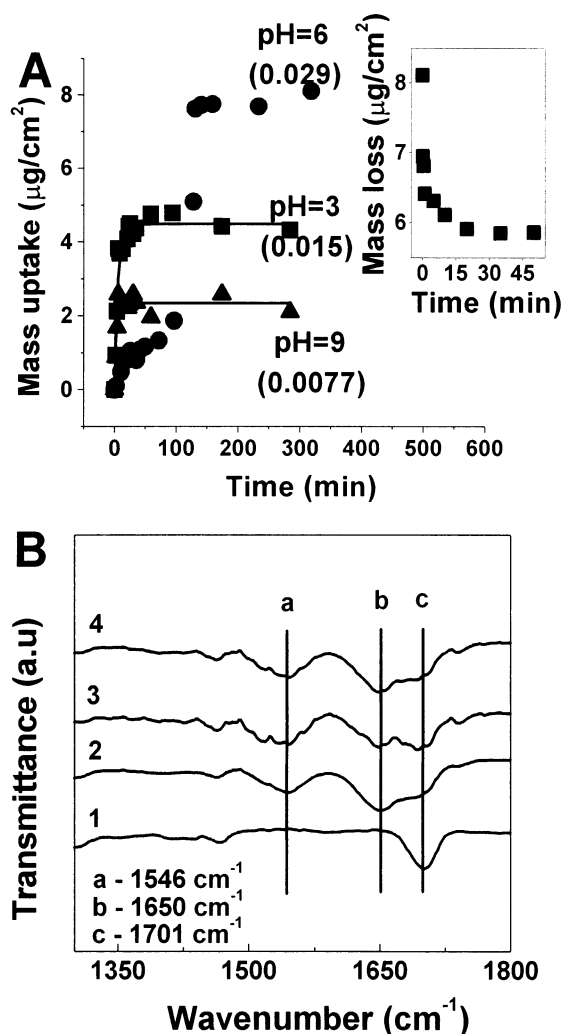 A
pH=6
(0.029)
8
6
4
2
0
Mass uptake (μg/cm²)
pH=3
(0.015)
pH=9
(0.0077)
0 100 200 300 400 500 600
Time (min)
8
7
6
Mass loss (μg/cm²)
0 15 30 45
Time (min)
B
a b c
4
3
2
1
Transmittance (a.u)
a - 1546 cm⁻¹
b - 1650 cm⁻¹
c - 1701 cm⁻¹
1350 1500 1650 1800
Wavenumber (cm⁻¹)